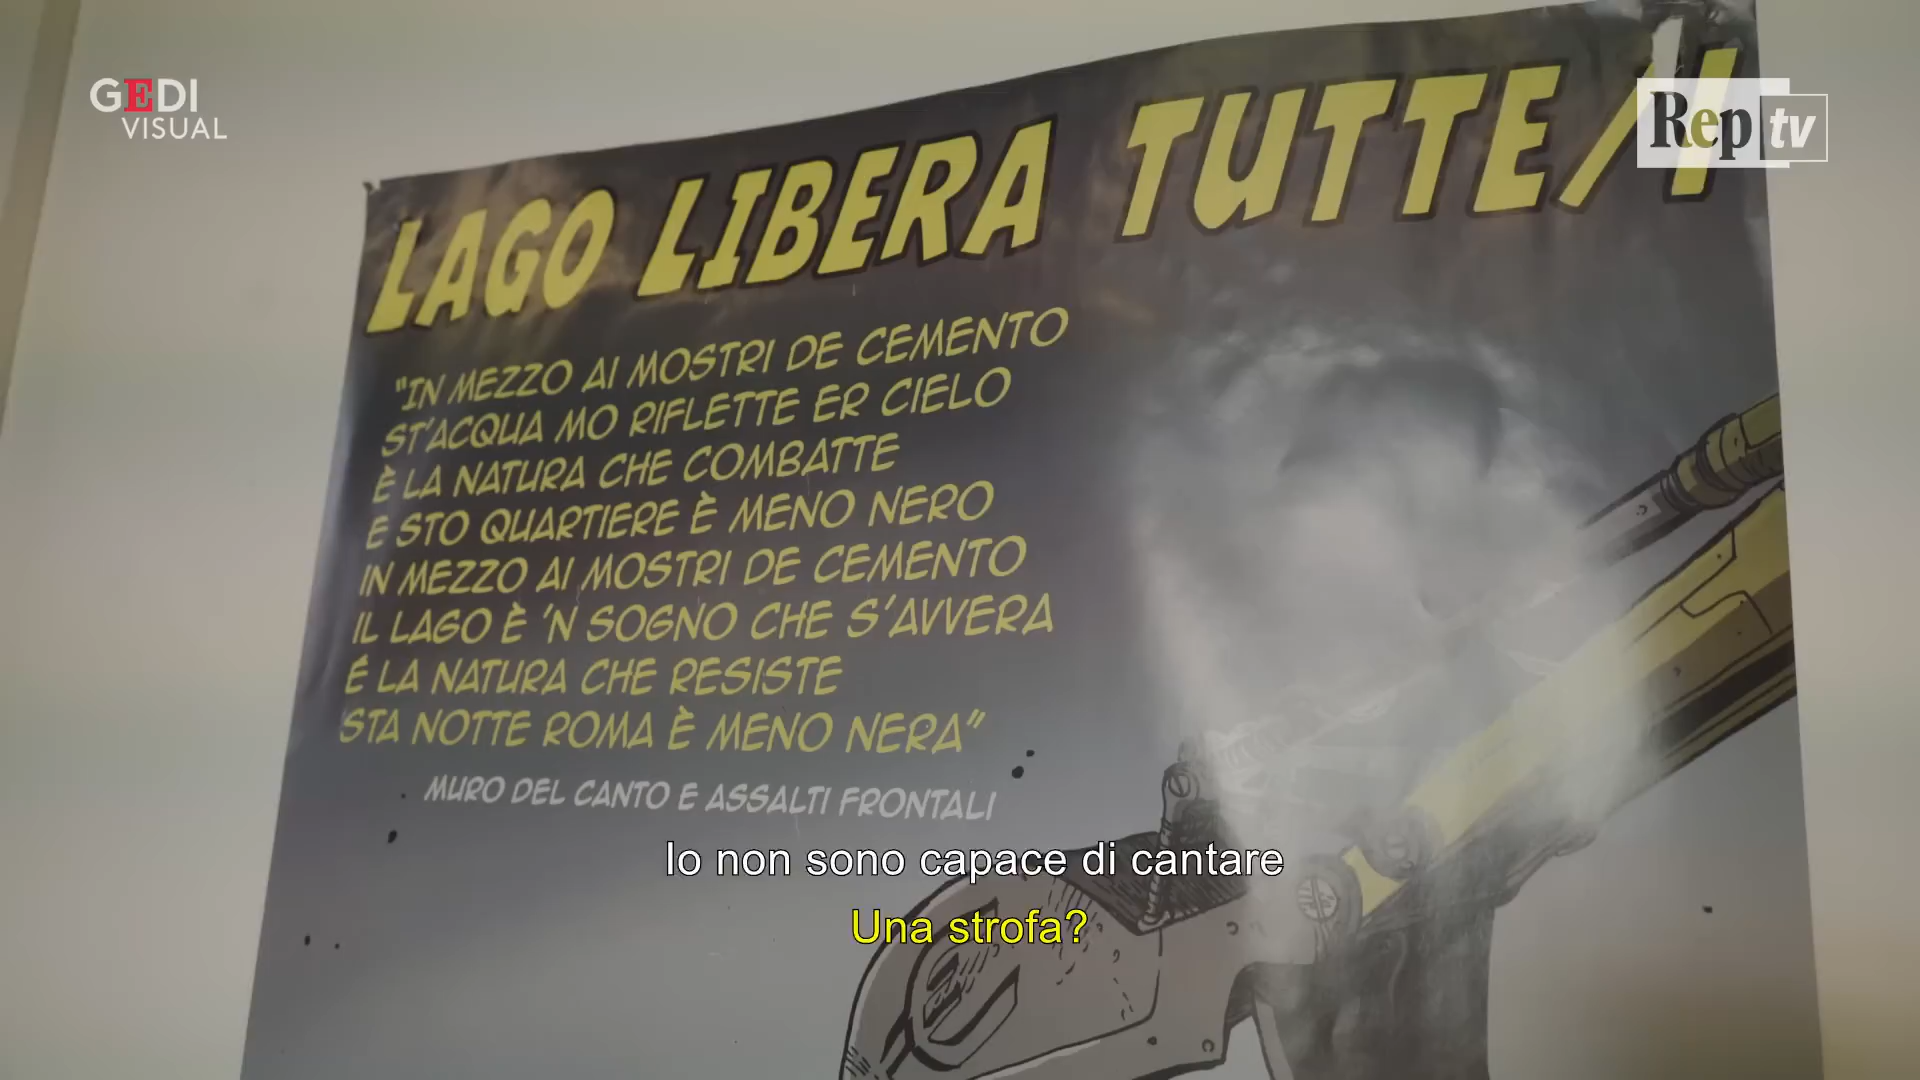 GEDI
VISUAL
Rep tv
LAGO LIBERA TUTTE/I
"IN MEZZO AI MOSTRI DE CEMENTO
ST'ACQUA MO RIFLETTE ER CIELO
È LA NATURA CHE COMBATTE
E STO QUARTIERE È MENO NERO
IN MEZZO AI MOSTRI DE CEMENTO
IL LAGO È 'N SOGNO CHE S'AVVERA
É LA NATURA CHE RESISTE
STA NOTTE ROMA È MENO NERA"
MURO DEL CANTO E ASSALTI FRONTALI
Io non sono capace di cantare
Una strofa?